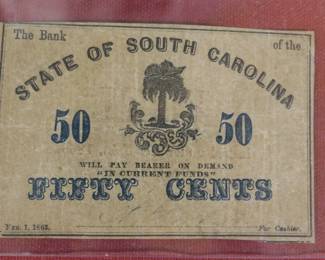 The Bank of the
STATE OF SOUTH CAROLINA
50 50
WILL PAY BEARER ON DEMAND
"IN CURRENT FUNDS"
FIFTY CENTS
FEB. 1, 1863. For Cashier.